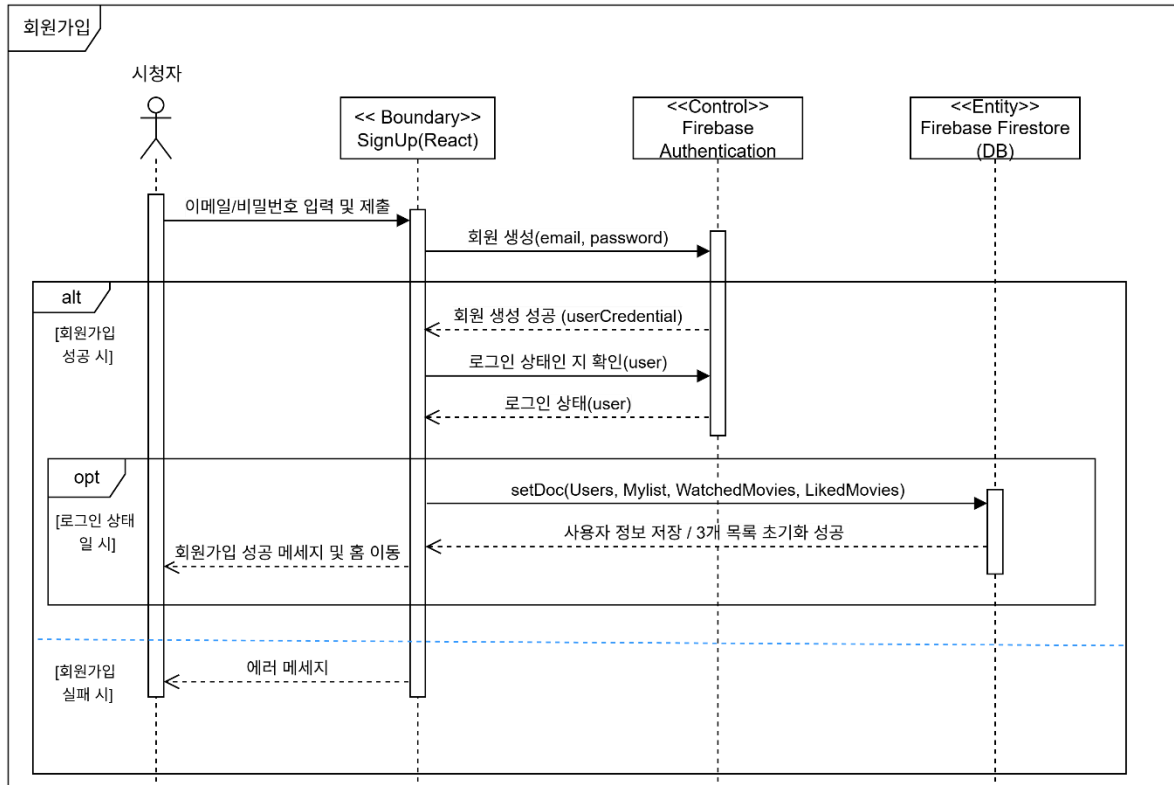 회원가입
시청자
<< Boundary>>
SignUp(React)
<<Control>>
Firebase
Authentication
<<Entity>>
Firebase Firestore
(DB)
이메일/비밀번호 입력 및 제출
회원 생성(email, password)
alt
[회원가입
성공 시]
회원 생성 성공 (userCredential)
로그인 상태인 지 확인(user)
로그인 상태(user)
opt
[로그인 상태
일 시]
setDoc(Users, Mylist, WatchedMovies, LikedMovies)
사용자 정보 저장 / 3개 목록 초기화 성공
회원가입 성공 메세지 및 홈 이동
[회원가입
실패 시]
에러 메세지